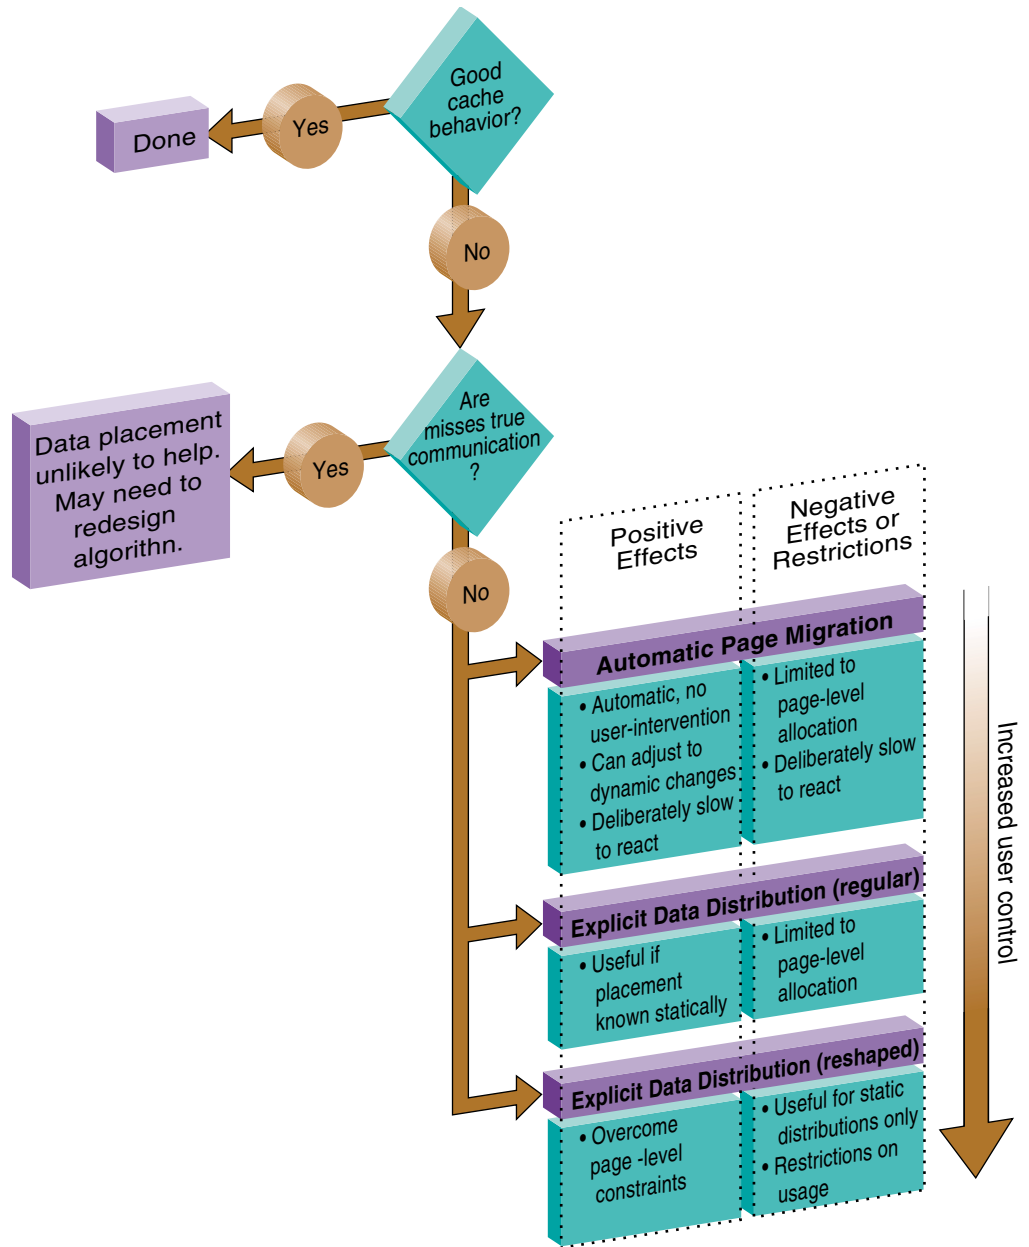 Good
cache
behavior?
Yes
Done
No
Are
misses true
communication
?
Yes
Data placement
unlikely to help.
May need to
redesign
algorithn.
No
Positive
Effects
Negative
Effects or
Restrictions
Automatic Page Migration
• Automatic, no
user-intervention
• Can adjust to
dynamic changes
• Deliberately slow
to react
• Limited to
page-level
allocation
• Deliberately slow
to react
Explicit Data Distribution (regular)
• Useful if
placement
known statically
• Limited to
page-level
allocation
Explicit Data Distribution (reshaped)
• Overcome
page -level
constraints
• Useful for static
distributions only
• Restrictions on
usage
Increased user control